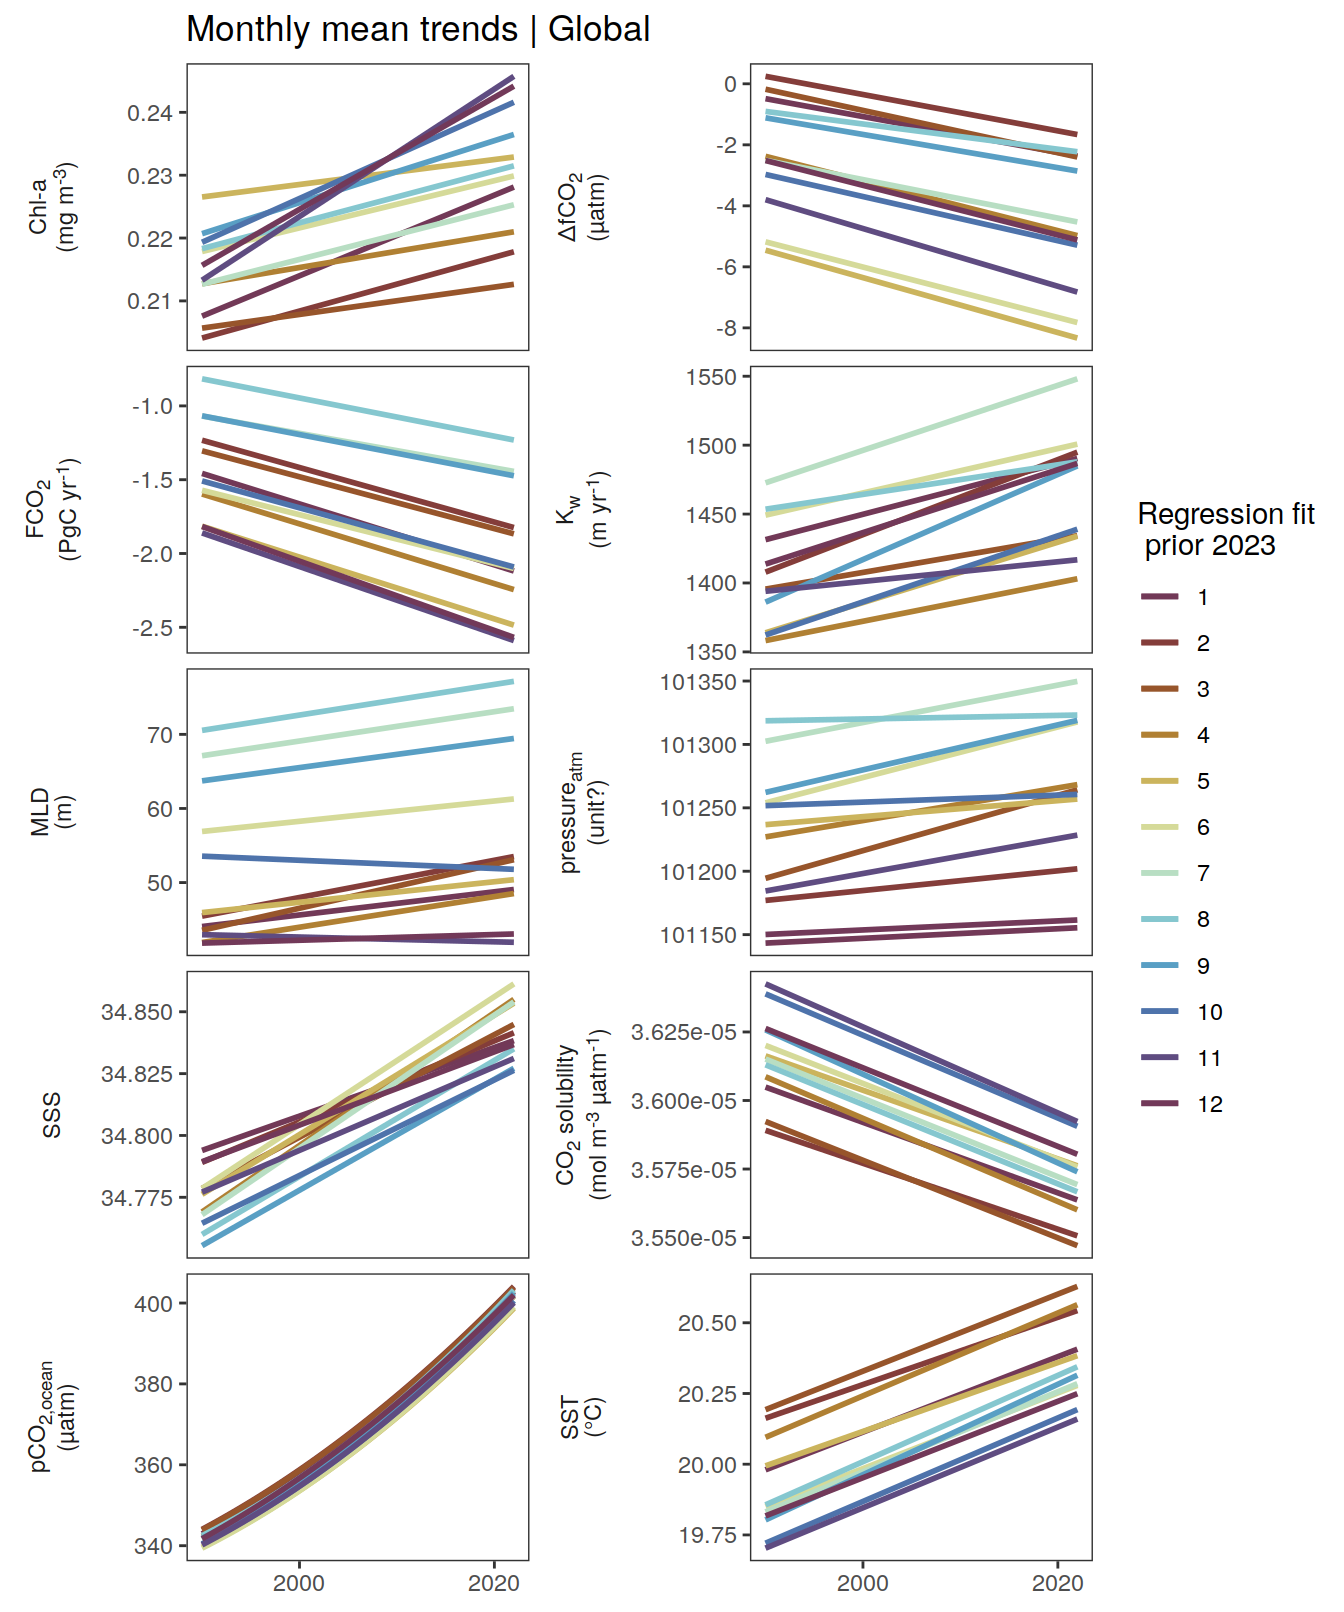 Monthly mean trends | Global
Chl-a
(mg m-3)
0.24
0.23
0.22
0.21
ΔfCO2
(µatm)
0
-2
-4
-6
-8
FCO2
(PgC yr-1)
-1.0
-1.5
-2.0
-2.5
Kw
(m yr-1)
1550
1500
1450
1400
1350
MLD
(m)
70
60
50
pressureatm
(unit?)
101350
101300
101250
101200
101150
SSS
34.850
34.825
34.800
34.775
CO2 solubility
(mol m-3 µatm-1)
3.625e-05
3.600e-05
3.575e-05
3.550e-05
pCO2,ocean
(µatm)
400
380
360
340
2000
2020
SST
(°C)
20.50
20.25
20.00
19.75
2000
2020
Regression fit
prior 2023
1
2
3
4
5
6
7
8
9
10
11
12